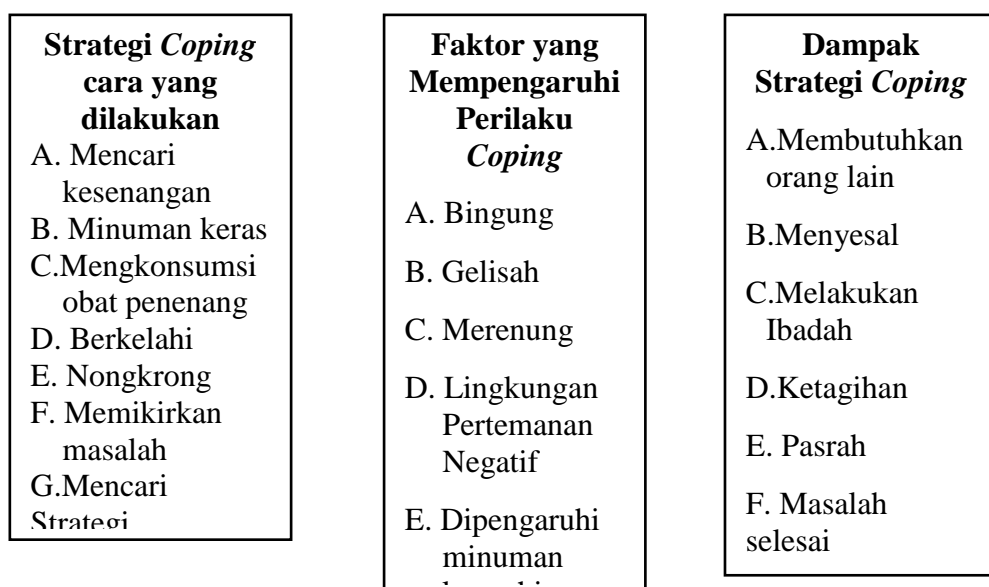 Strategi Coping
cara yang
dilakukan
A. Mencari
kesenangan
B. Minuman keras
C.Mengkonsumsi
obat penenang
D. Berkelahi
E. Nongkrong
F. Memikirkan
masalah
G.Mencari
Strategi
Faktor yang
Mempengaruhi
Perilaku
Coping
A. Bingung
B. Gelisah
C. Merenung
D. Lingkungan
Pertemanan
Negatif
E. Dipengaruhi
minuman
Dampak
Strategi Coping
A.Membutuhkan
orang lain
B.Menyesal
C.Melakukan
Ibadah
D.Ketagihan
E. Pasrah
F. Masalah
selesai